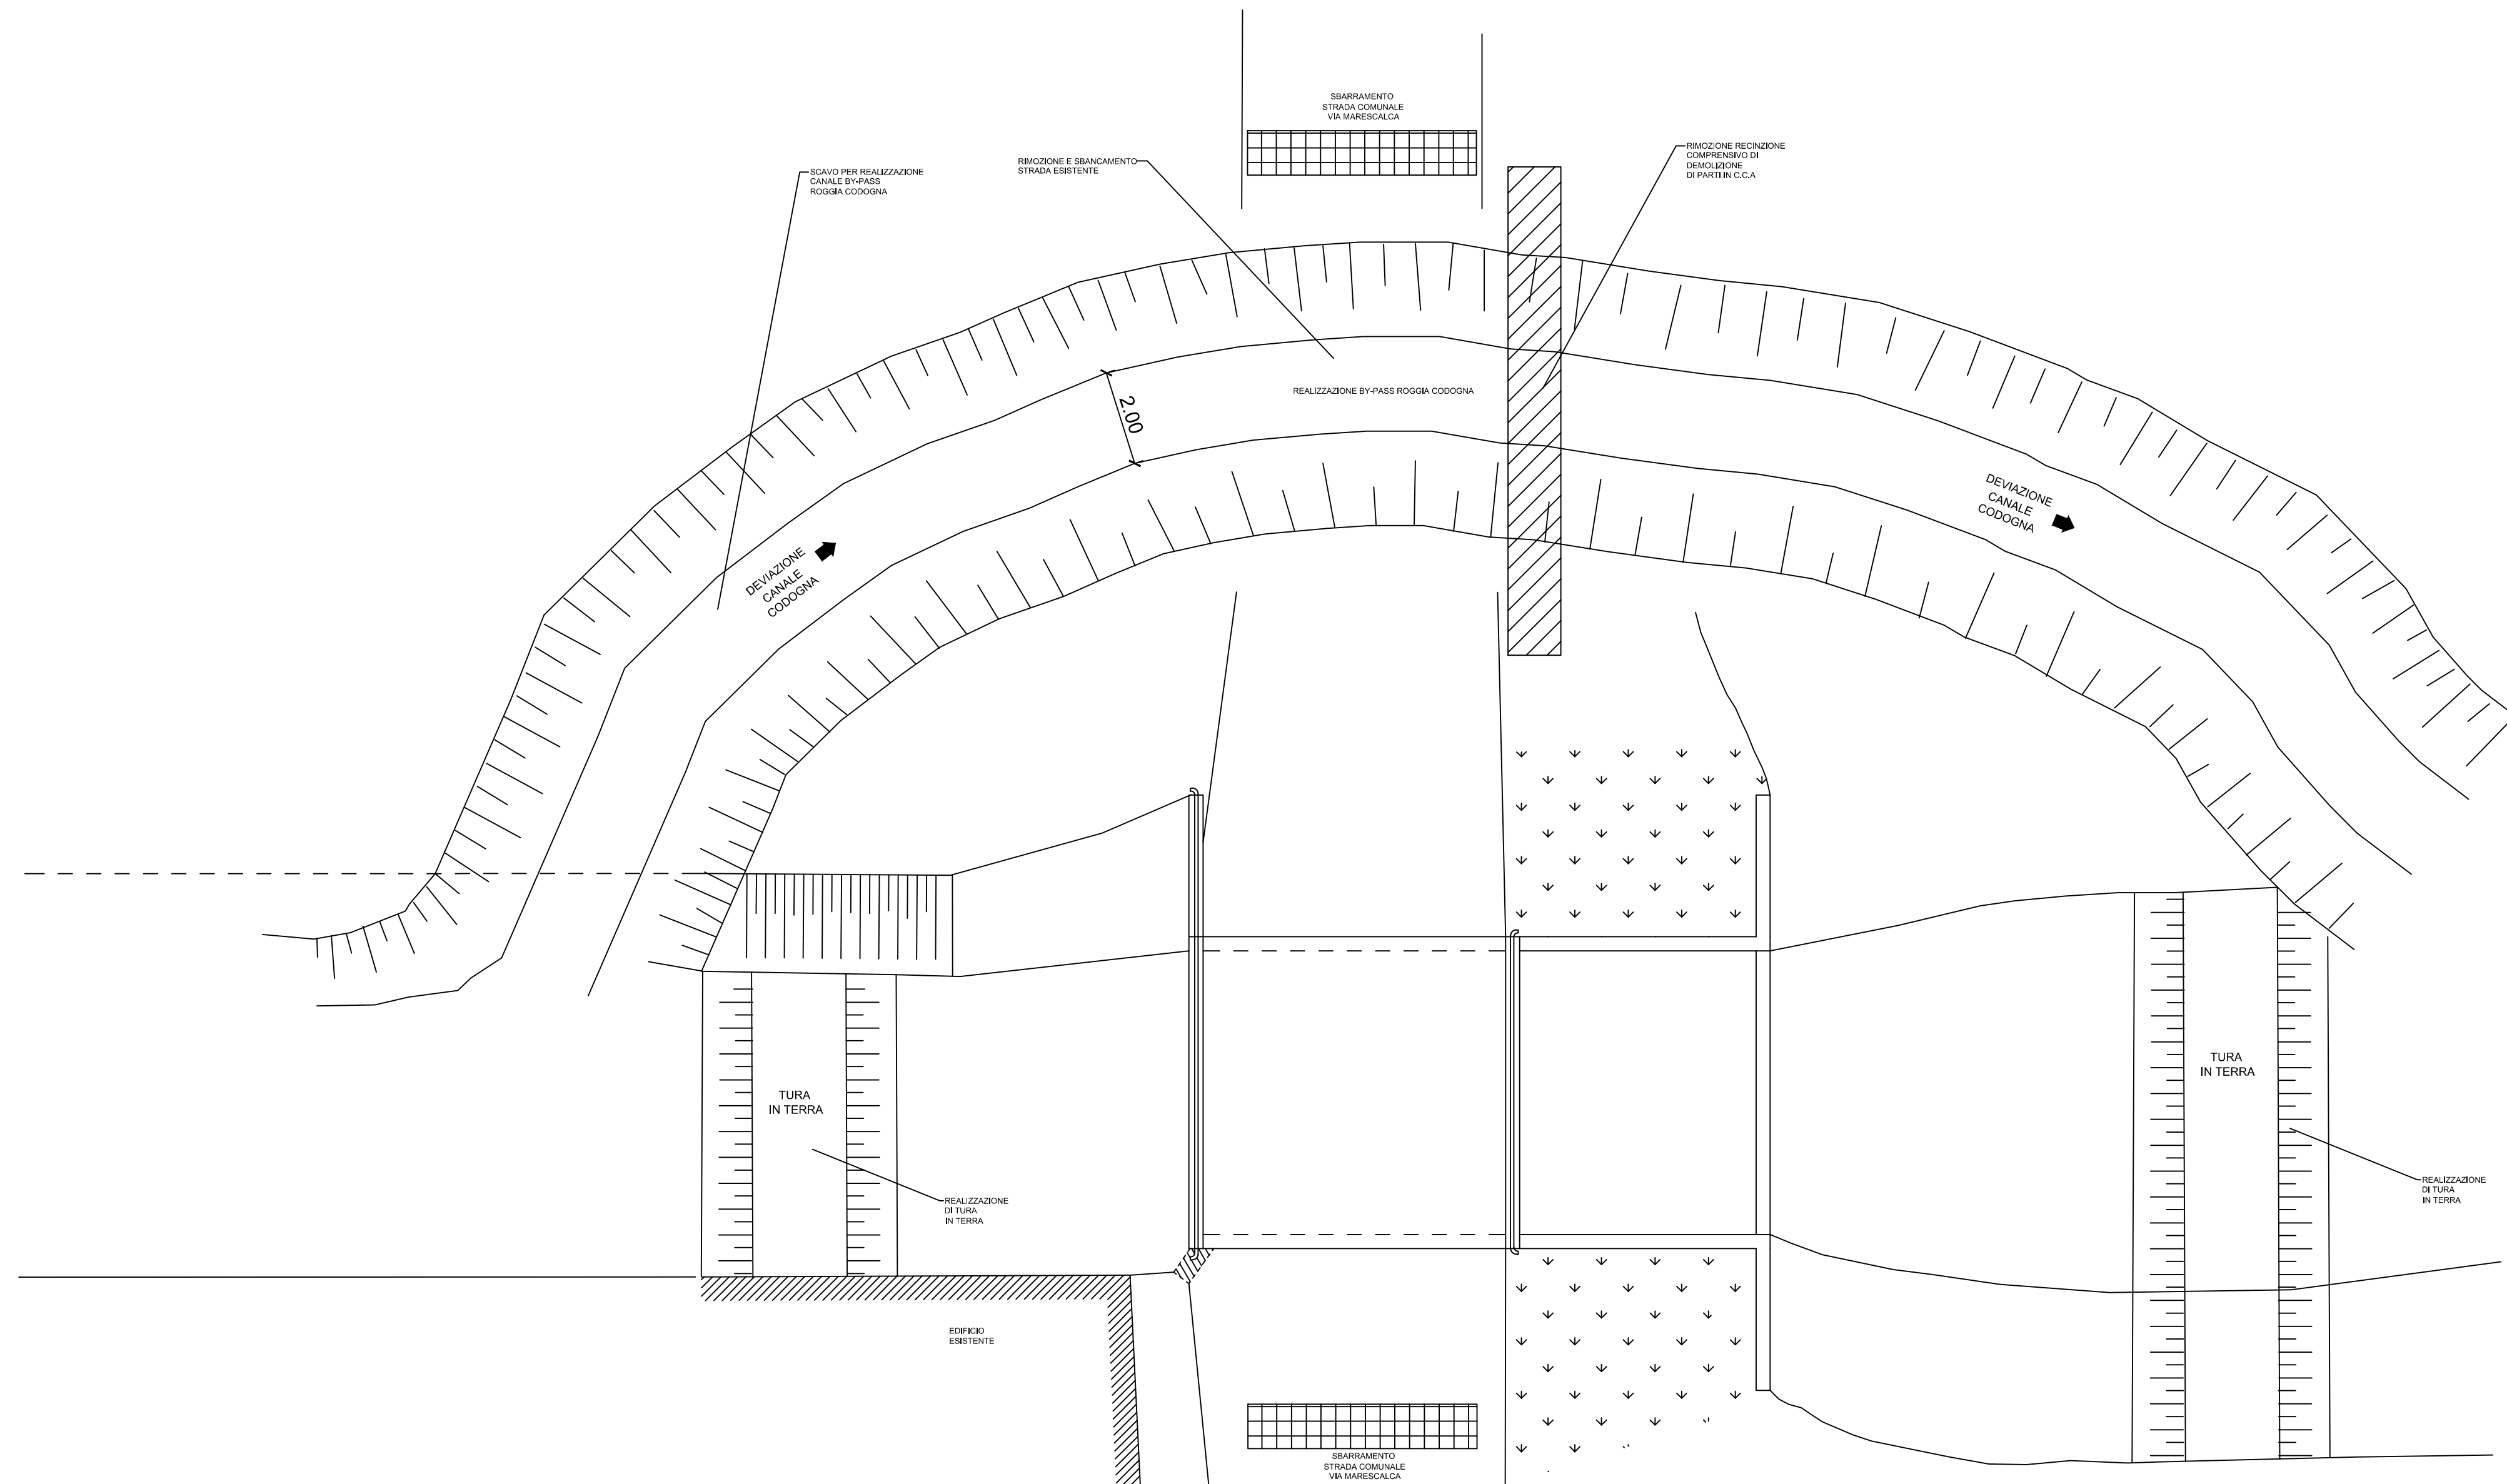 SBARRAMENTO
STRADA COMUNALE
VIA MARESCALCA
SCAVO PER REALIZZAZIONE
CANALE BY-PASS
ROGGIA CODOGNA
RIMOZIONE E SBANCAMENTO
STRADA ESISTENTE
RIMOZIONE RECINZIONE
COMPRENSIVO DI
DEMOLIZIONE
DI PARTI IN C.C.A
REALIZZAZIONE BY-PASS ROGGIA CODOGNA
2.00
DEVIAZIONE
CANALE
CODOGNA
DEVIAZIONE
CANALE
CODOGNA
TURA
IN TERRA
TURA
IN TERRA
REALIZZAZIONE
DI TURA
IN TERRA
REALIZZAZIONE
DI TURA
IN TERRA
EDIFICIO
ESISTENTE
SBARRAMENTO
STRADA COMUNALE
VIA MARESCALCA